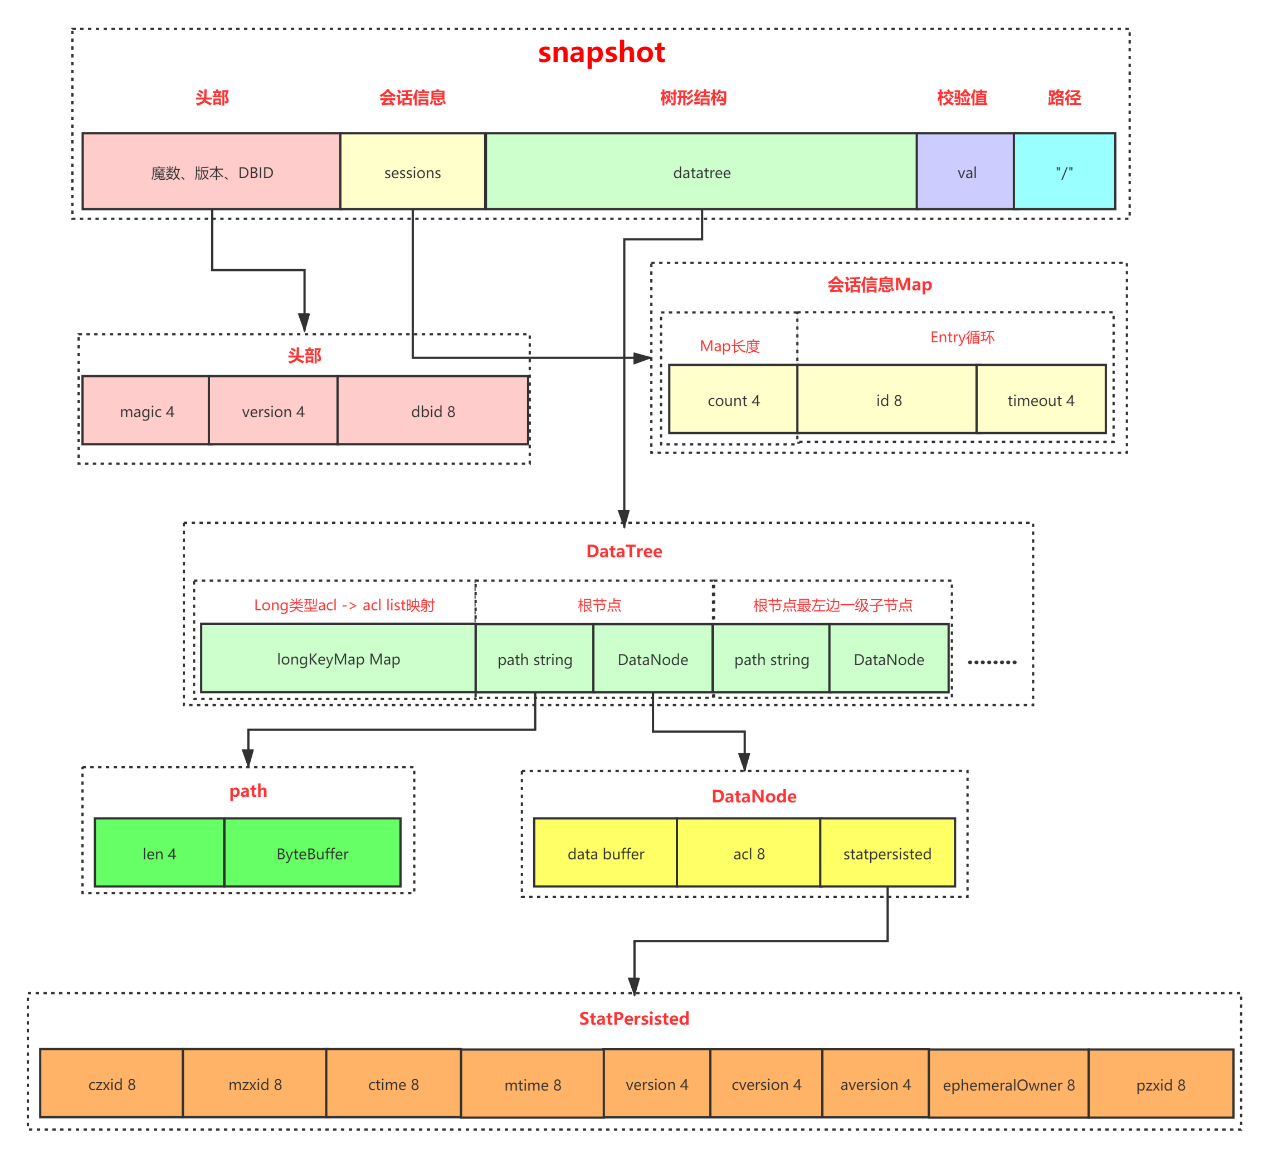 snapshot
头部
会话信息
树形结构
校验值
路径
魔数、版本、DBID
sessions
datatree
val
"/"
会话信息Map
Map长度
Entry循环
count 4
id 8
timeout 4
头部
magic 4
version 4
dbid 8
DataTree
Long类型acl -> acl list映射
根节点
根节点最左边一级子节点
longKeyMap Map
path string
DataNode
path string
DataNode
path
len 4
ByteBuffer
DataNode
data buffer
acl 8
statpersisted
StatPersisted
czxid 8
mzxid 8
ctime 8
mtime 8
version 4
cversion 4
aversion 4
ephemeralOwner 8
pzxid 8